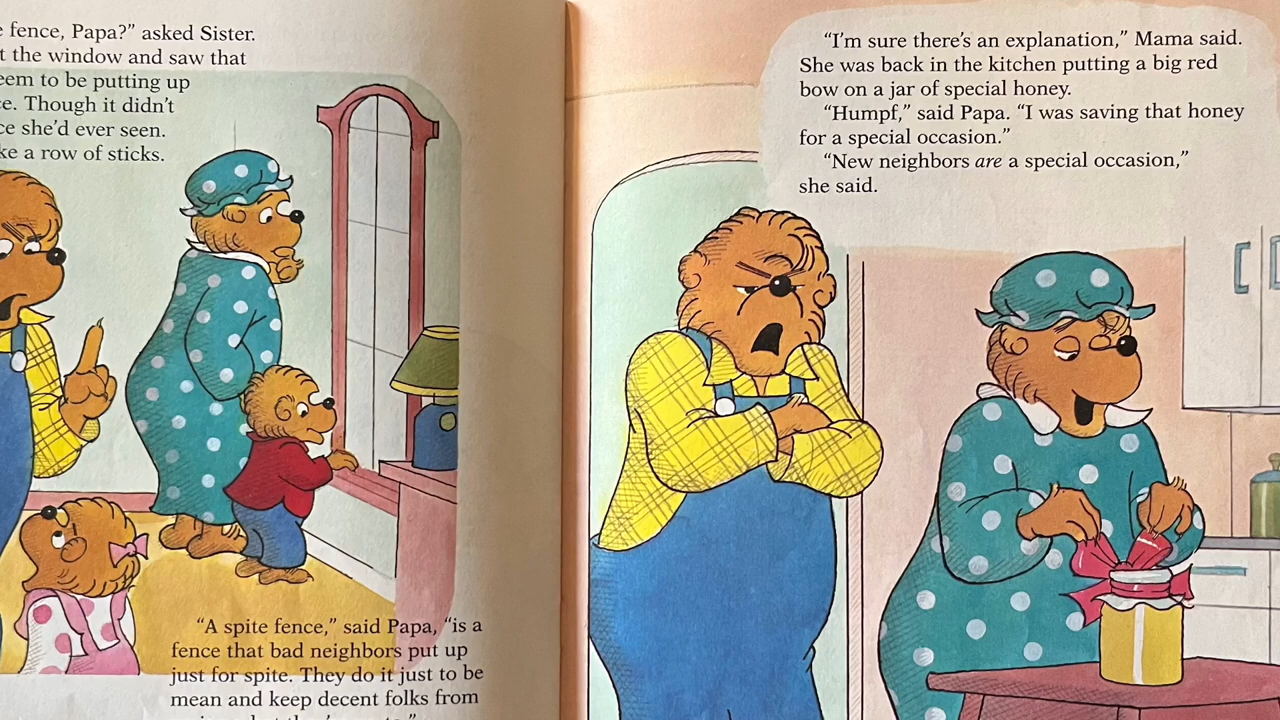 fence, Papa?” asked Sister.
the window and saw that
to be putting up
Though it didn’t
she’d ever seen.
a row of sticks.
“A spite fence,” said Papa, “is a
fence that bad neighbors put up
just for spite. They do it just to be
mean and keep decent folks from
“I’m sure there’s an explanation,” Mama said.
She was back in the kitchen putting a big red
bow on a jar of special honey.
“Humpf,” said Papa. “I was saving that honey
for a special occasion.”
“New neighbors are a special occasion,”
she said.